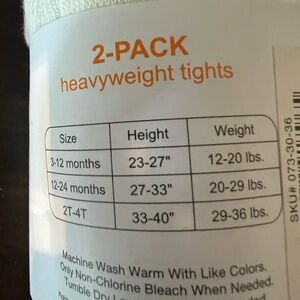 2-PACK
heavyweight tights
Size Height Weight
3-12 months 23-27" 12-20 lbs.
12-24 months 27-33" 20-29 lbs.
2T-4T 33-40" 29-36 lbs.
Machine Wash Warm With Like Colors.
Only Non-Chlorine Bleach When Needed.
Tumble Dry
SKU# 073-30-36